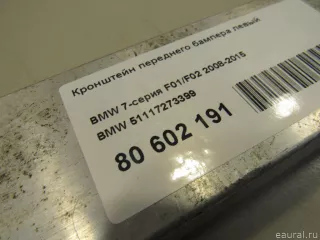 Кронштейн переднего бампера левый
BMW 7-серия F01/F02 2008-2015
BMW 51117273399
80 602 191
eaural.ru